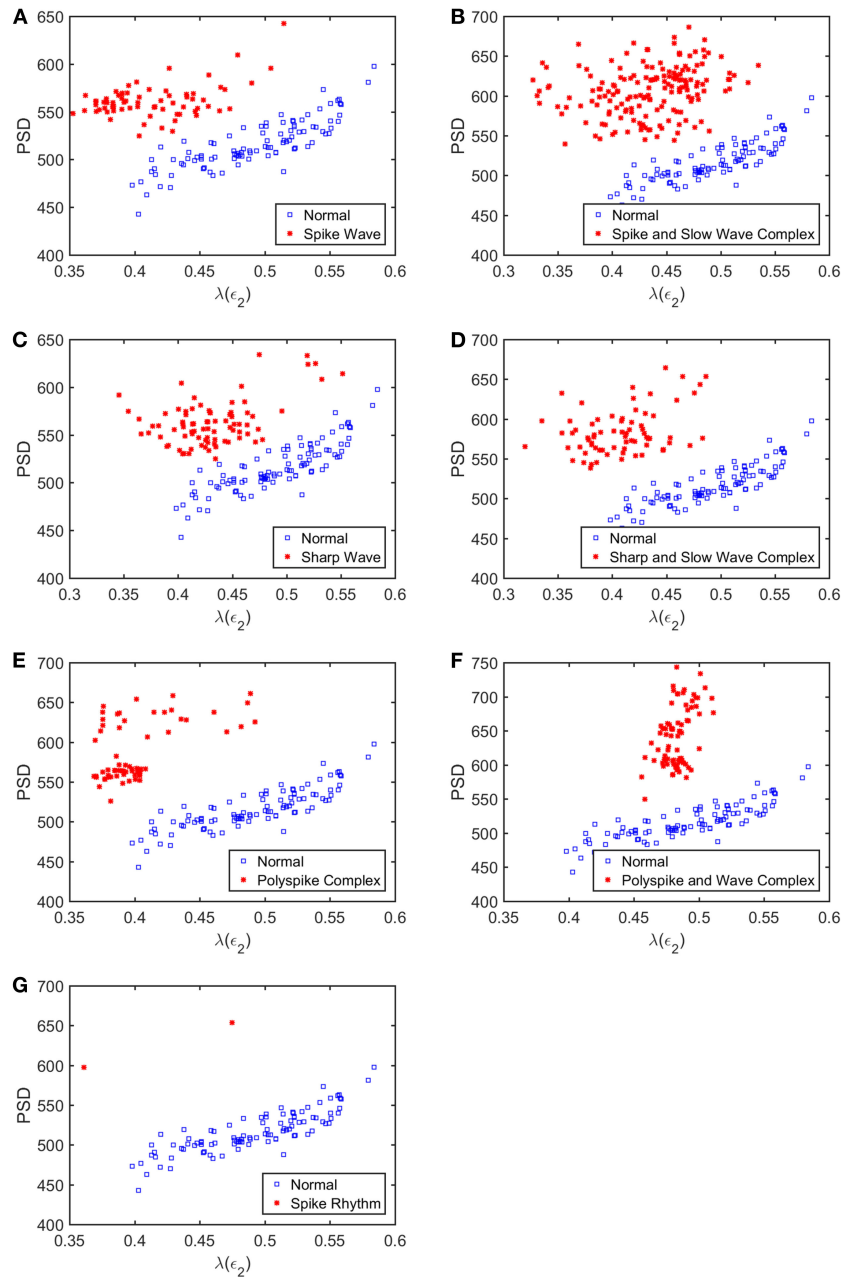 A
650
600
550
500
450
400
PSD
0.35
0.4
0.45
0.5
0.55
0.6
λ(ϵ2)
Normal
Spike Wave
B
700
650
600
550
500
450
400
PSD
0.3
0.35
0.4
0.45
0.5
0.55
0.6
λ(ϵ2)
Normal
Spike and Slow Wave Complex
C
650
600
550
500
450
400
PSD
0.3
0.35
0.4
0.45
0.5
0.55
0.6
λ(ϵ2)
Normal
Sharp Wave
D
700
650
600
550
500
450
400
PSD
0.3
0.35
0.4
0.45
0.5
0.55
0.6
λ(ϵ2)
Normal
Sharp and Slow Wave Complex
E
700
650
600
550
500
450
400
PSD
0.35
0.4
0.45
0.5
0.55
0.6
λ(ϵ2)
Normal
Polyspike Complex
F
750
700
650
600
550
500
450
400
PSD
0.35
0.4
0.45
0.5
0.55
0.6
λ(ϵ2)
Normal
Polyspike and Wave Complex
G
700
650
600
550
500
450
400
PSD
0.35
0.4
0.45
0.5
0.55
0.6
λ(ϵ2)
Normal
Spike Rhythm